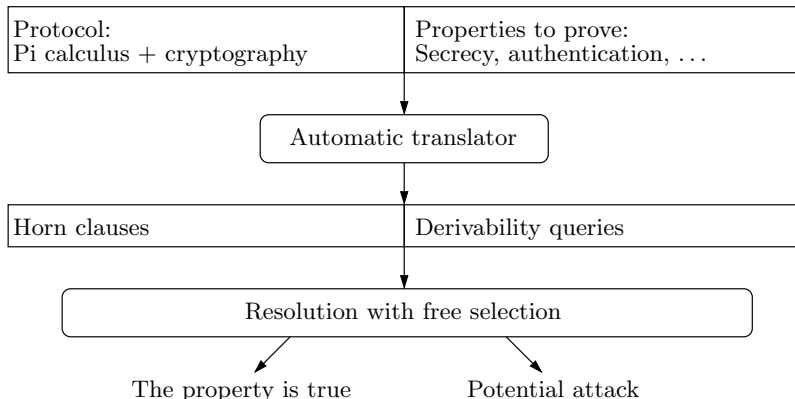 Protocol:
Pi calculus + cryptography
Properties to prove:
Secrecy, authentication, . . .
Automatic translator
Horn clauses
Derivability queries
Resolution with free selection
The property is true
Potential attack